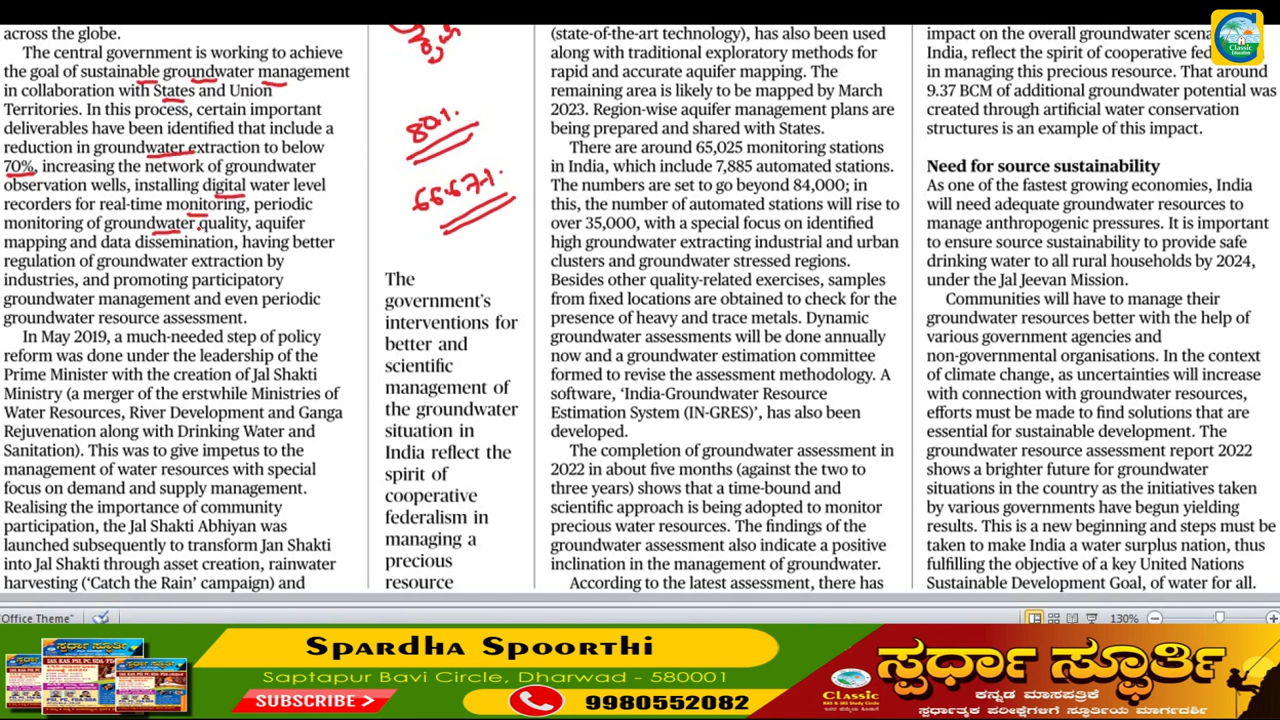 across the globe.
The central government is working to achieve
the goal of sustainable groundwater management
in collaboration with States and Union
Territories. In this process, certain important
deliverables have been identified that include a
reduction in groundwater extraction to below
70%, increasing the network of groundwater
observation wells, installing digital water level
recorders for real-time monitoring, periodic
monitoring of groundwater quality, aquifer
mapping and data dissemination, having better
regulation of groundwater extraction by
industries, and promoting participatory
groundwater management and even periodic
groundwater resource assessment.
In May 2019, a much-needed step of policy
reform was done under the leadership of the
Prime Minister with the creation of Jal Shakti
Ministry (a merger of the erstwhile Ministries of
Water Resources, River Development and Ganga
Rejuvenation along with Drinking Water and
Sanitation). This was to give impetus to the
management of water resources with special
focus on demand and supply management.
Realising the importance of community
participation, the Jal Shakti Abhiyan was
launched subsequently to transform Jan Shakti
into Jal Shakti through asset creation, rainwater
harvesting (‘Catch the Rain’ campaign) and
80%
66.67%
The
government’s
interventions for
better and
scientific
management of
the groundwater
situation in
India reflect the
spirit of
cooperative
federalism in
managing a
precious
resource
(state-of-the-art technology), has also been used
along with traditional exploratory methods for
rapid and accurate aquifer mapping. The
remaining area is likely to be mapped by March
2023. Region-wise aquifer management plans are
being prepared and shared with States.
There are around 65,025 monitoring stations
in India, which include 7,885 automated stations.
The numbers are set to go beyond 84,000; in
this, the number of automated stations will rise to
over 35,000, with a special focus on identified
high groundwater extracting industrial and urban
clusters and groundwater stressed regions.
Besides other quality-related exercises, samples
from fixed locations are obtained to check for the
presence of heavy and trace metals. Dynamic
groundwater assessments will be done annually
now and a groundwater estimation committee
formed to revise the assessment methodology. A
software, ‘India-Groundwater Resource
Estimation System (IN-GRES)’, has also been
developed.
The completion of groundwater assessment in
2022 in about five months (against the two to
three years) shows that a time-bound and
scientific approach is being adopted to monitor
precious water resources. The findings of the
groundwater assessment also indicate a positive
inclination in the management of groundwater.
According to the latest assessment, there has
impact on the overall groundwater scena
India, reflect the spirit of cooperative fed
in managing this precious resource. That around
9.37 BCM of additional groundwater potential was
created through artificial water conservation
structures is an example of this impact.
Need for source sustainability
As one of the fastest growing economies, India
will need adequate groundwater resources to
manage anthropogenic pressures. It is important
to ensure source sustainability to provide safe
drinking water to all rural households by 2024,
under the Jal Jeevan Mission.
Communities will have to manage their
groundwater resources better with the help of
various government agencies and
non-governmental organisations. In the context
of climate change, as uncertainties will increase
with connection with groundwater resources,
efforts must be made to find solutions that are
essential for sustainable development. The
groundwater resource assessment report 2022
shows a brighter future for groundwater
situations in the country as the initiatives taken
by various governments have begun yielding
results. This is a new beginning and steps must be
taken to make India a water surplus nation, thus
fulfilling the objective of a key United Nations
Sustainable Development Goal, of water for all.
Classic
Education
"Office Theme"
130%
Spardha Spoorthi
Saptapur Bavi Circle, Dharwad - 580001
SUBSCRIBE >>
9980552082
ಸ್ಪರ್ಧಾ ಸ್ಫೂರ್ತಿ
ಕನ್ನಡ ಮಾಸಪತ್ರಿಕೆ
ಸ್ಪರ್ಧಾತ್ಮಕ ಪರೀಕ್ಷೆಗಳಿಗೆ ಸ್ಫೂರ್ತಿಯ ಮಾರ್ಗದರ್ಶಿ
Classic